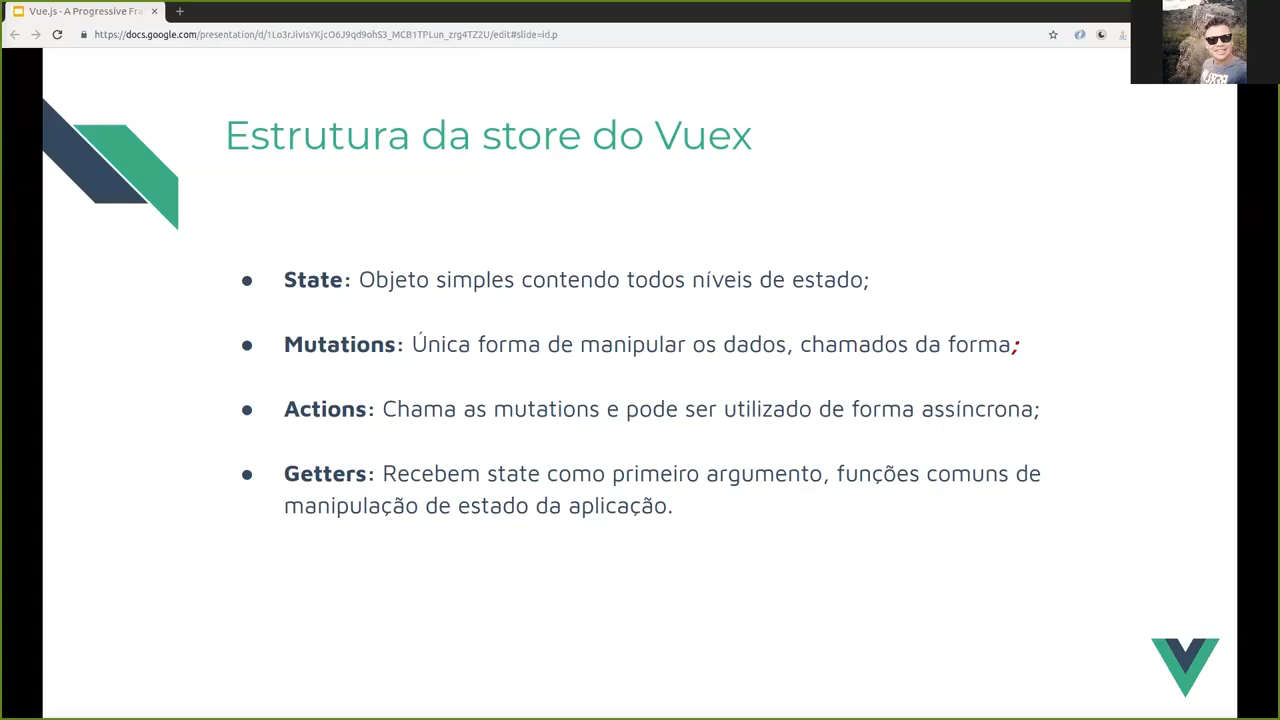 Vue.js - A Progressive Fra
https://docs.google.com/presentation/d/1Lo3rJivIsYKjcO6J9qd9ohS3_MCB1TPLun_zrg4TZ2U/edit#slide=id.p
Estrutura da store do Vuex
● State: Objeto simples contendo todos níveis de estado;
● Mutations: Única forma de manipular os dados, chamados da forma;
● Actions: Chama as mutations e pode ser utilizado de forma assíncrona;
● Getters: Recebem state como primeiro argumento, funções comuns de
manipulação de estado da aplicação.